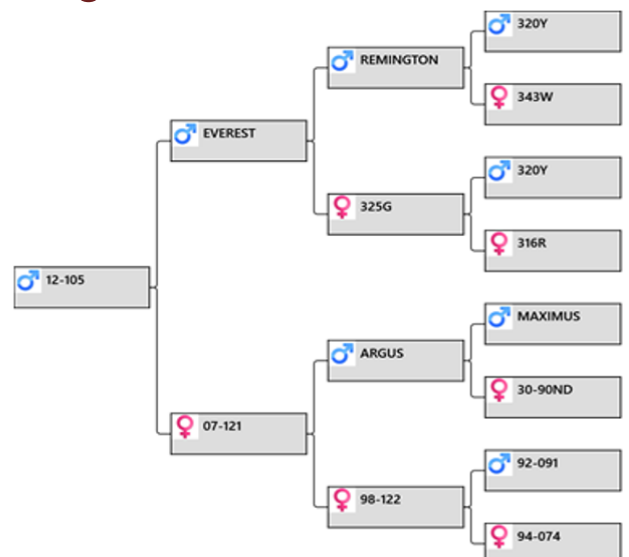 320Y
REMINGTON
343W
EVEREST
320Y
325G
316R
12-105
MAXIMUS
ARGUS
30-90ND
07-121
92-091
98-122
94-074